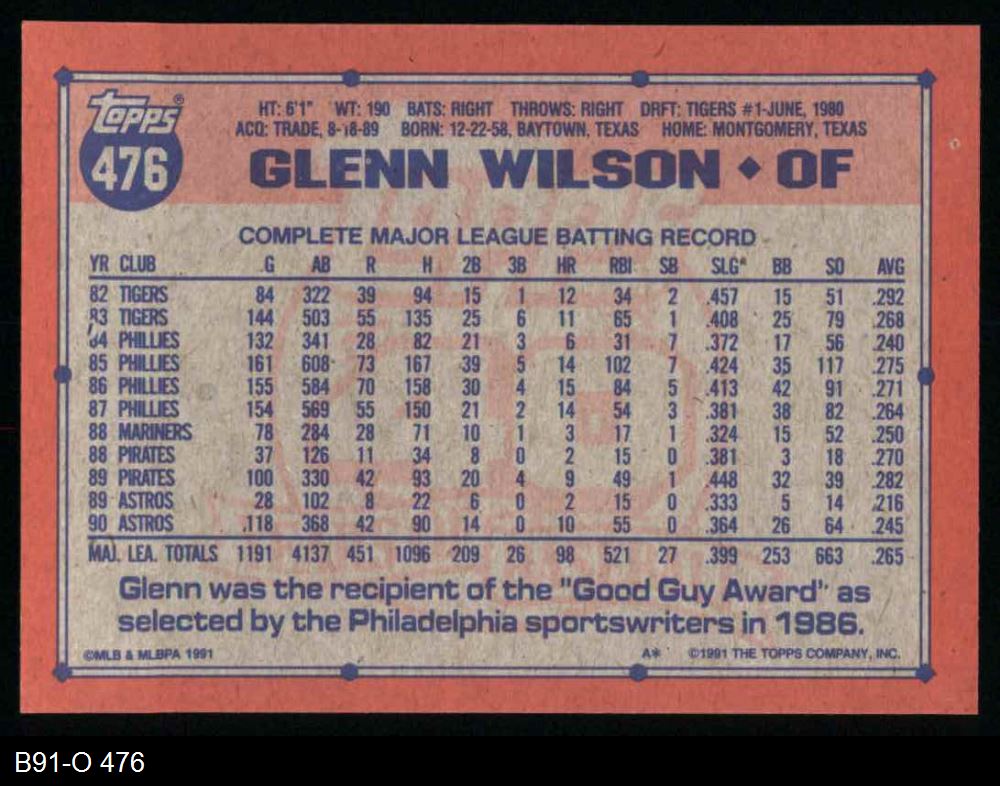 topps®
476
HT: 6'1" WT: 190 BATS: RIGHT THROWS: RIGHT DRFT: TIGERS #1-JUNE, 1980
ACQ: TRADE, 8-18-89 BORN: 12-22-58, BAYTOWN, TEXAS HOME: MONTGOMERY, TEXAS
GLENN WILSON ◆ OF
COMPLETE MAJOR LEAGUE BATTING RECORD
YR CLUB G AB R H 2B 3B HR RBI SB SLG* BB SO AVG
82 TIGERS 84 322 39 94 15 1 12 34 2 .457 15 51 .292
83 TIGERS 144 503 55 135 25 6 11 65 1 .408 25 79 .268
84 PHILLIES 132 341 28 82 21 3 6 31 7 .372 17 56 .240
85 PHILLIES 161 608 73 167 39 5 14 102 7 .424 35 117 .275
86 PHILLIES 155 584 70 158 30 4 15 84 5 .413 42 91 .271
87 PHILLIES 154 569 55 150 21 2 14 54 3 .381 38 82 .264
88 MARINERS 78 284 28 71 10 1 3 17 1 .324 15 52 .250
88 PIRATES 37 126 11 34 8 0 2 15 0 .381 3 18 .270
89 PIRATES 100 330 42 93 20 4 9 49 1 .448 32 39 .282
89 ASTROS 28 102 8 22 6 0 2 15 0 .333 5 14 .216
90 ASTROS 118 368 42 90 14 0 10 55 0 .364 26 64 .245
MAJ. LEA. TOTALS 1191 4137 451 1096 209 26 98 521 27 .399 253 663 .265
Glenn was the recipient of the "Good Guy Award" as
selected by the Philadelphia sportswriters in 1986.
©MLB & MLBPA 1991 A* ©1991 THE TOPPS COMPANY, INC.
B91-O 476